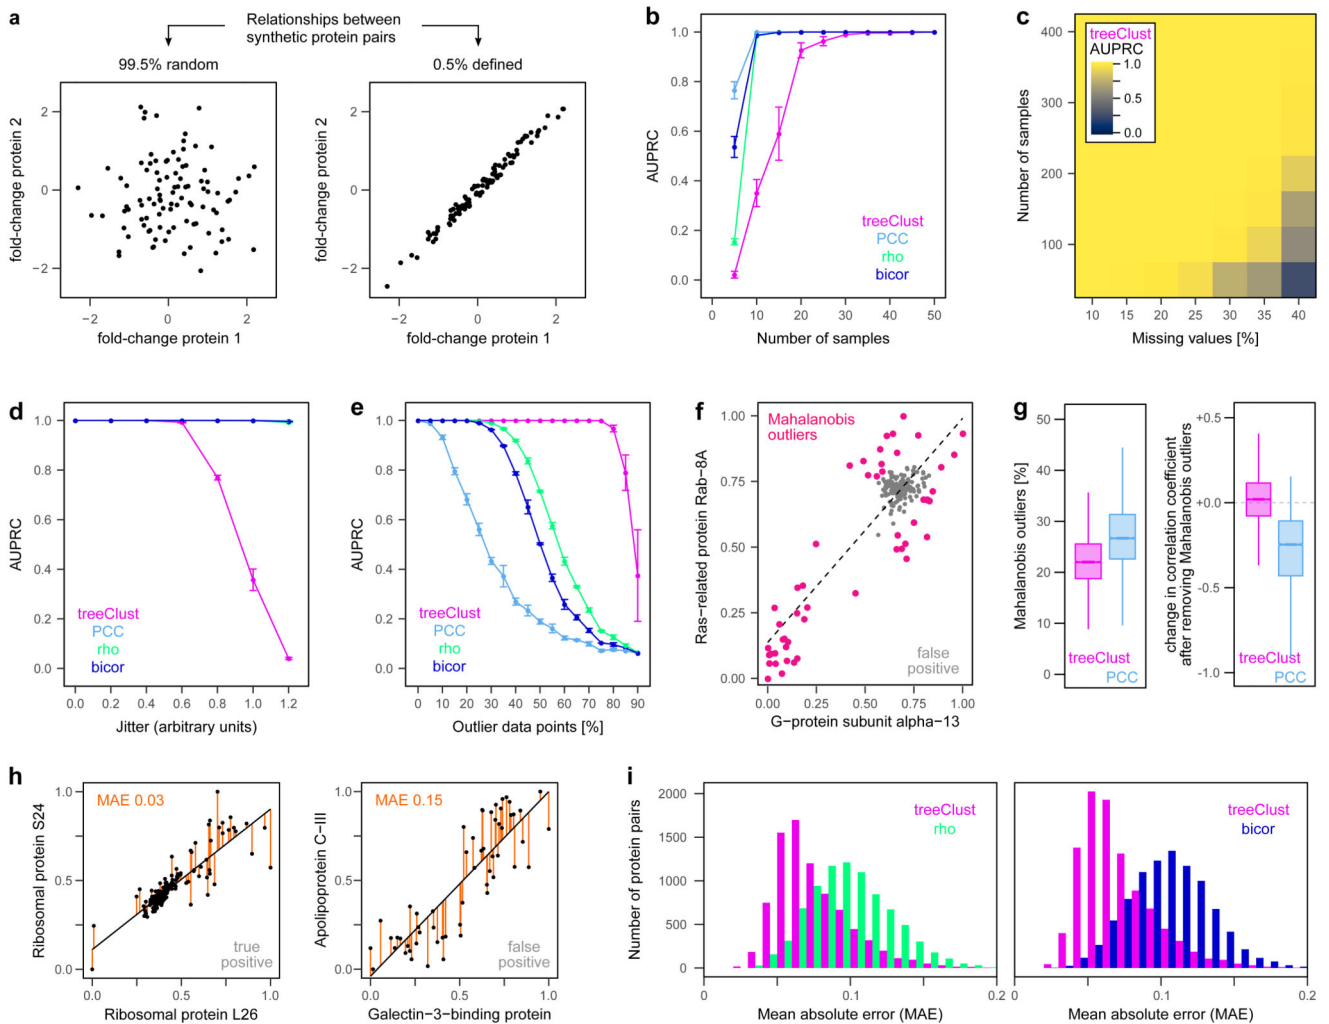 a
Relationships between
synthetic protein pairs
99.5% random
0.5% defined
fold-change protein 2
2
0
−2
−2
0
2
fold-change protein 1
fold-change protein 2
2
0
−2
−2
0
2
fold-change protein 1
b
AUPRC
1.0
0.8
0.6
0.4
0.2
0.0
treeClust
PCC
rho
bicor
0
10
20
30
40
50
Number of samples
c
Number of samples
400
300
200
100
treeClust
AUPRC
1.0
0.5
0.0
10
15
20
25
30
35
40
Missing values [%]
d
AUPRC
1.0
0.8
0.6
0.4
0.2
0.0
treeClust
PCC
rho
bicor
0.0
0.2
0.4
0.6
0.8
1.0
1.2
Jitter (arbitrary units)
e
AUPRC
1.0
0.8
0.6
0.4
0.2
0.0
treeClust
PCC
rho
bicor
0
10
20
30
40
50
60
70
80
90
Outlier data points [%]
f
Ras−related protein Rab−8A
1.00
0.75
0.50
0.25
0.00
Mahalanobis
outliers
false
positive
0.00
0.25
0.50
0.75
1.00
G−protein subunit alpha−13
g
Mahalanobis outliers [%]
50
40
30
20
10
0
treeClust
PCC
change in correlation coefficient
after removing Mahalanobis outliers
+0.5
+0.0
-0.5
-1.0
treeClust
PCC
h
Ribosomal protein S24
1.0
0.5
0.0
MAE 0.03
true
positive
0.0
0.5
1.0
Ribosomal protein L26
Apolipoprotein C−III
1.0
0.5
0.0
MAE 0.15
false
positive
0.0
0.5
1.0
Galectin−3−binding protein
i
Number of protein pairs
2000
1500
1000
500
0
treeClust
rho
0
0.1
0.2
Mean absolute error (MAE)
treeClust
bicor
0
0.1
0.2
Mean absolute error (MAE)